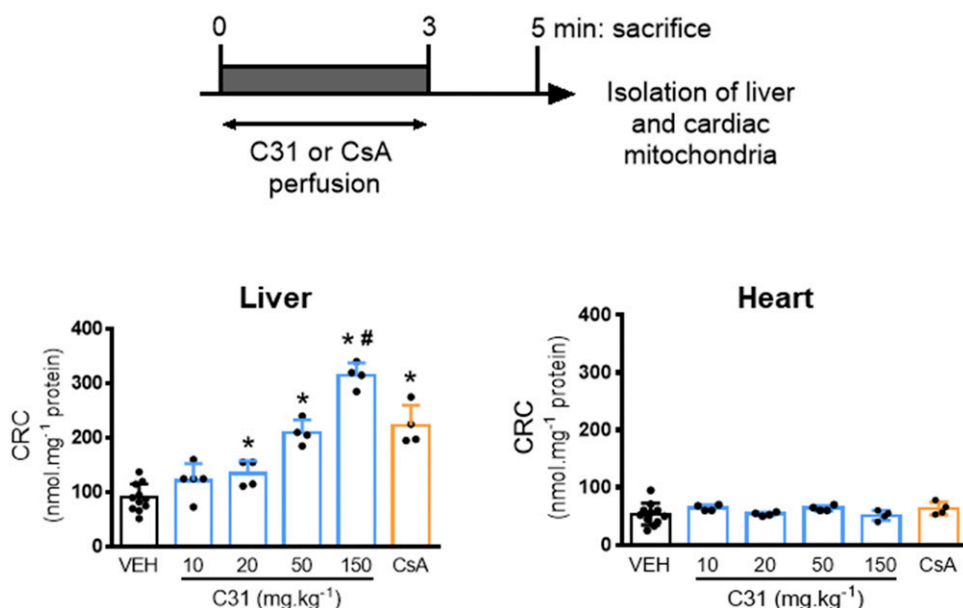 0 3 5 min: sacrifice
C31 or CsA
perfusion
Isolation of liver
and cardiac
mitochondria
Liver
CRC
(nmol.mg⁻¹ protein)
400
300
200
100
0
*
*
* #
*
VEH 10 20 50 150 CsA
C31 (mg.kg⁻¹)
Heart
CRC
(nmol.mg⁻¹ protein)
400
300
200
100
0
VEH 10 20 50 150 CsA
C31 (mg.kg⁻¹)